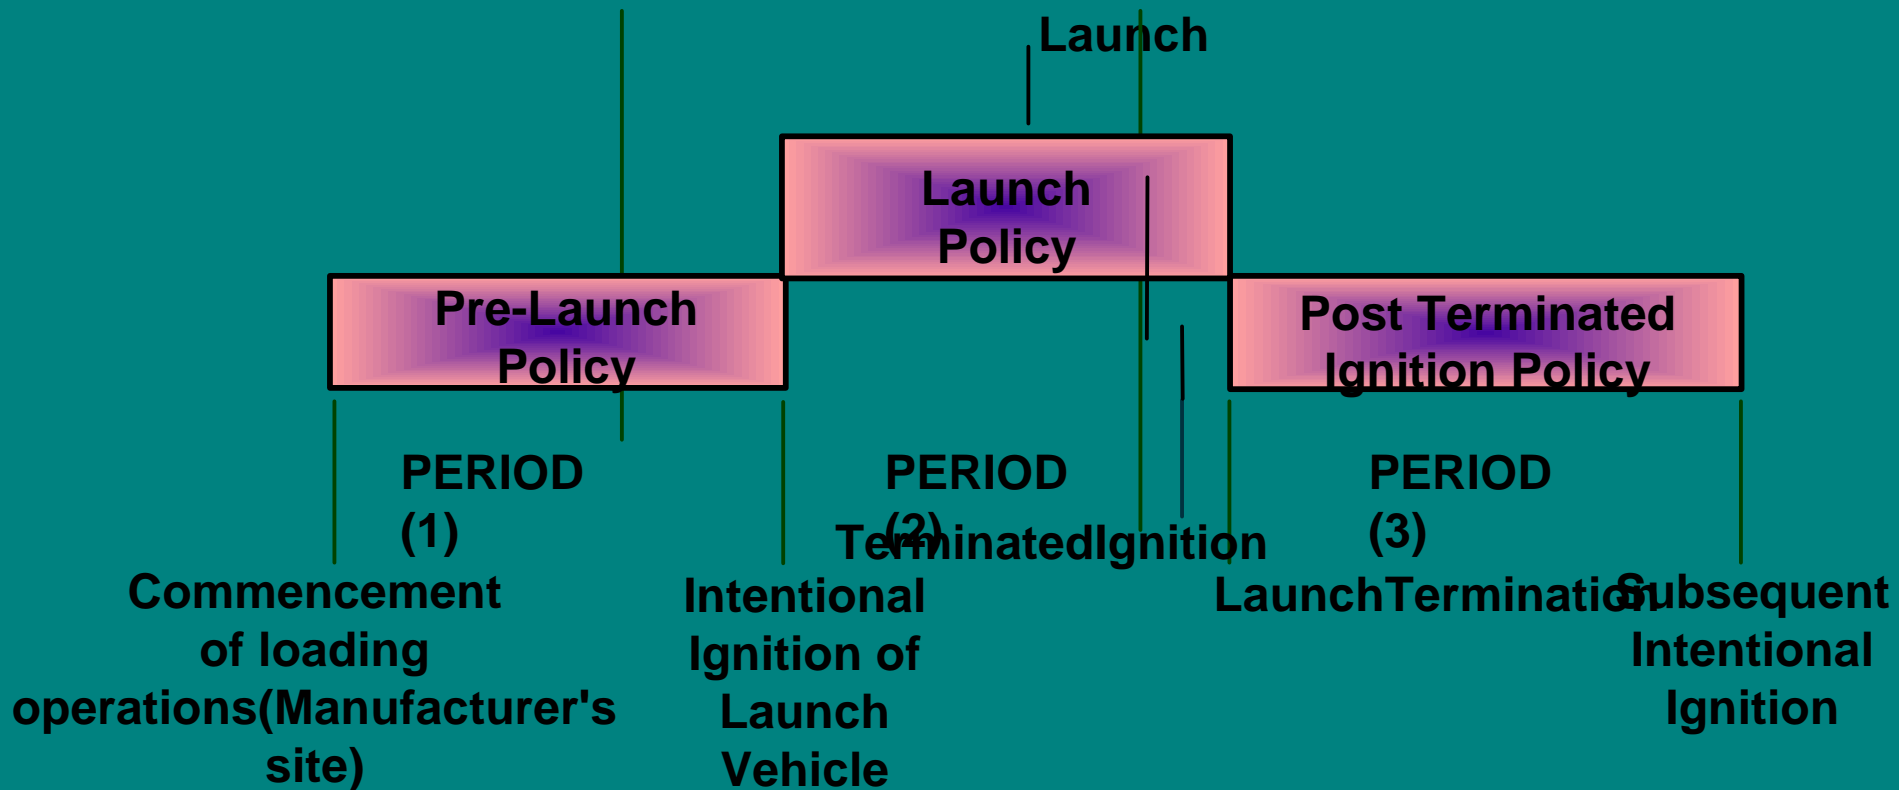 Launch
Launch
Policy
Pre-Launch
Policy
Post Terminated
Ignition Policy
PERIOD
(1)
PERIOD
(2)
PERIOD
(3)
TerminatedIgnition
Commencement
of loading
operations(Manufacturer's
site)
Intentional
Ignition of
Launch
Vehicle
LaunchTermination
Subsequent
Intentional
Ignition